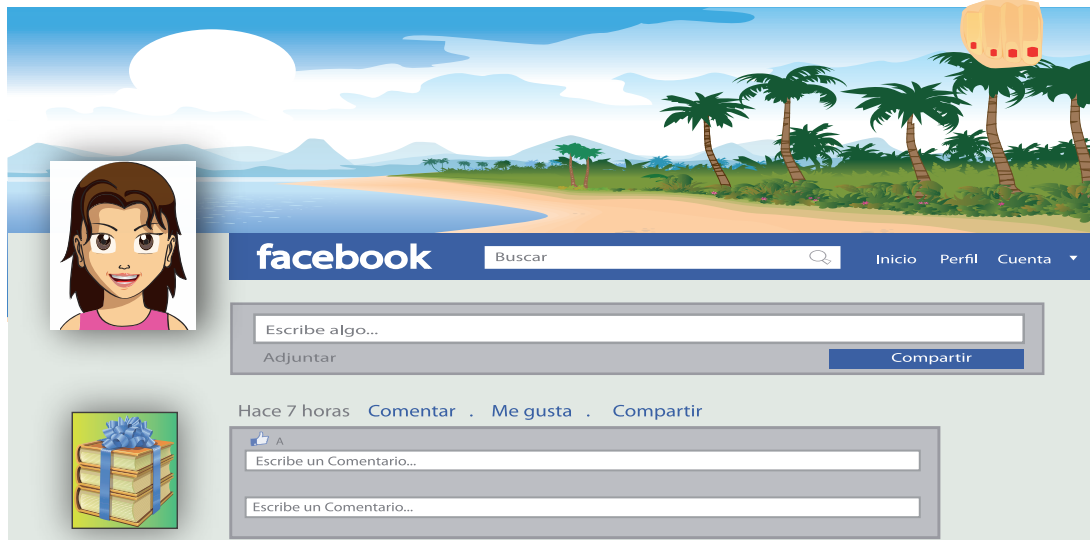 facebook Buscar Inicio Perfil Cuenta
Escribe algo...
Adjuntar Compartir
Hace 7 horas Comentar . Me gusta . Compartir
A
Escribe un Comentario...
Escribe un Comentario...